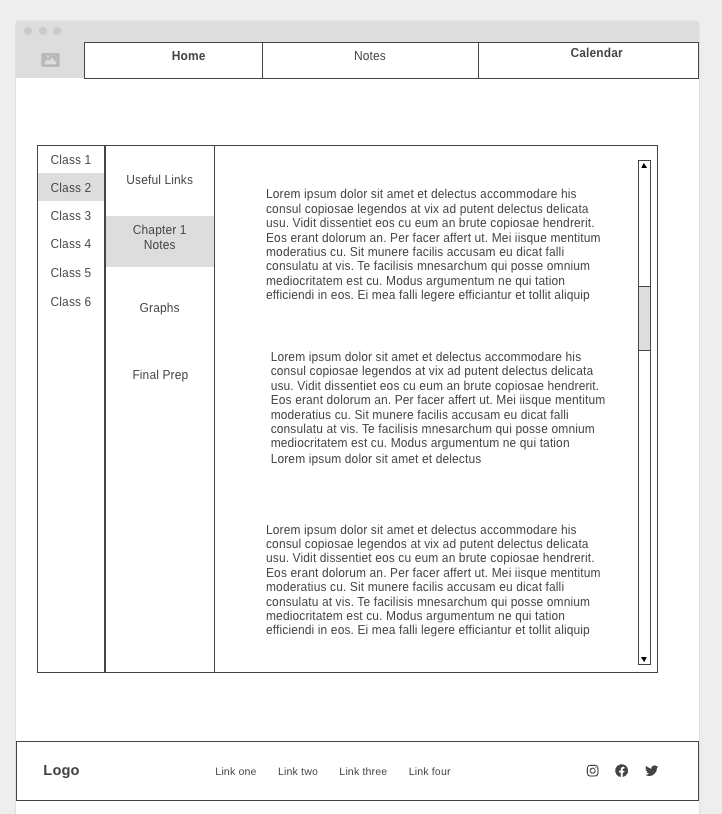 Home
Notes
Calendar
Class 1
Class 2
Class 3
Class 4
Class 5
Class 6
Useful Links
Chapter 1
Notes
Graphs
Final Prep
Lorem ipsum dolor sit amet et delectus accommodare his
consul copiosae legendos at vix ad putent delectus delicata
usu. Vidit dissentiet eos cu eum an brute copiosae hendrerit.
Eos erant dolorum an. Per facer affert ut. Mei iisque mentitum
moderatius cu. Sit munere facilis accusam eu dicat falli
consulatu at vis. Te facilisis mnesarchum qui posse omnium
mediocritatem est cu. Modus argumentum ne qui tation
efficiendi in eos. Ei mea falli legere efficiantur et tollit aliquip
Lorem ipsum dolor sit amet et delectus accommodare his
consul copiosae legendos at vix ad putent delectus delicata
usu. Vidit dissentiet eos cu eum an brute copiosae hendrerit.
Eos erant dolorum an. Per facer affert ut. Mei iisque mentitum
moderatius cu. Sit munere facilis accusam eu dicat falli
consulatu at vis. Te facilisis mnesarchum qui posse omnium
mediocritatem est cu. Modus argumentum ne qui tation
Lorem ipsum dolor sit amet et delectus
Lorem ipsum dolor sit amet et delectus accommodare his
consul copiosae legendos at vix ad putent delectus delicata
usu. Vidit dissentiet eos cu eum an brute copiosae hendrerit.
Eos erant dolorum an. Per facer affert ut. Mei iisque mentitum
moderatius cu. Sit munere facilis accusam eu dicat falli
consulatu at vis. Te facilisis mnesarchum qui posse omnium
mediocritatem est cu. Modus argumentum ne qui tation
efficiendi in eos. Ei mea falli legere efficiantur et tollit aliquip
Logo
Link one
Link two
Link three
Link four